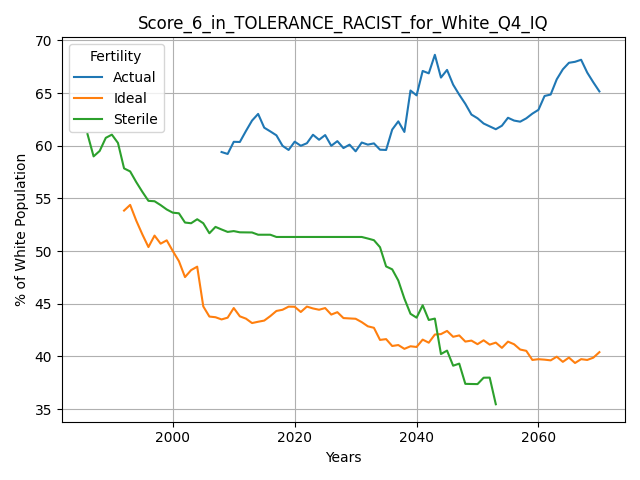 Score_6_in_TOLERANCE_RACIST_for_White_Q4_IQ
% of White Population
70
65
60
55
50
45
40
35
Fertility
Actual
Ideal
Sterile
2000
2020
2040
2060
Years